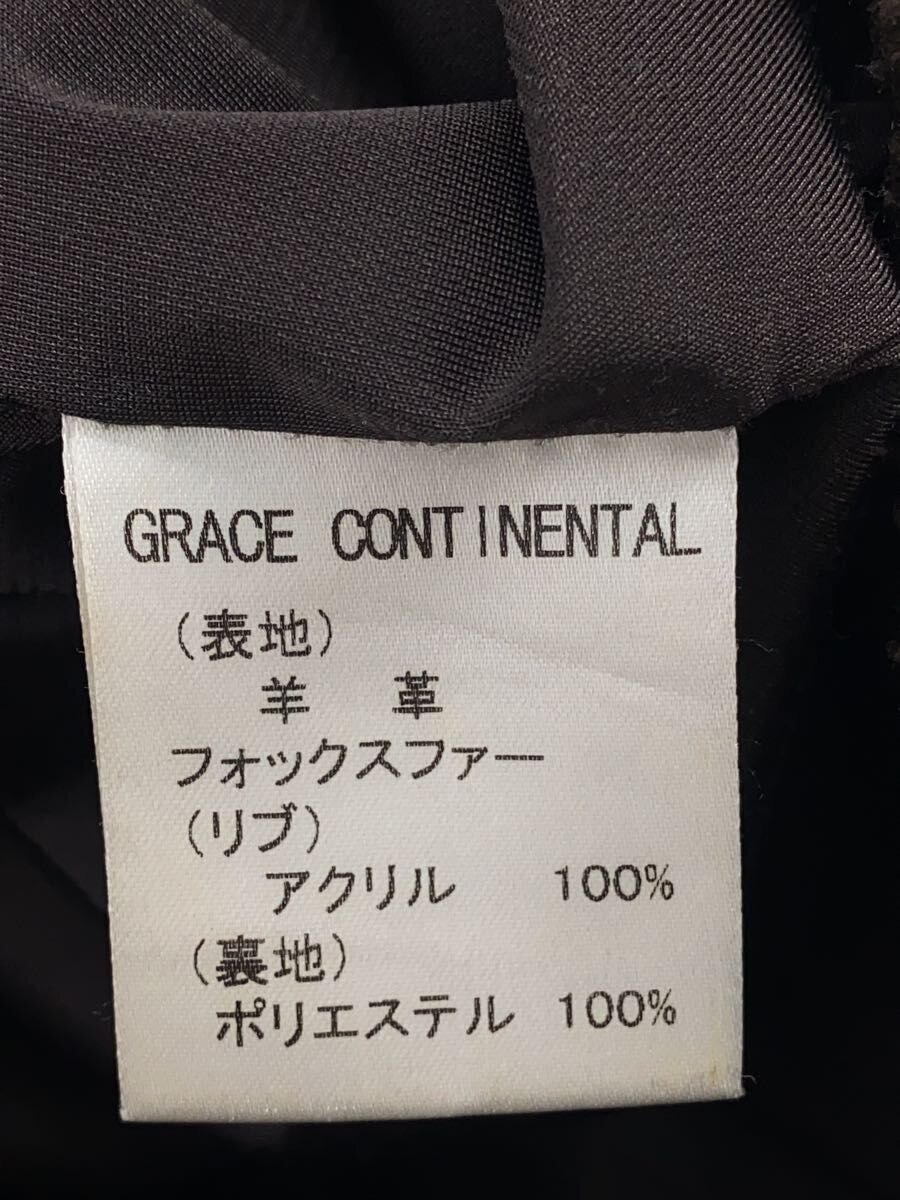 GRACE CONTINENTAL
(表地)
羊 革
フォックスファー
(リブ)
アクリル 100%
(裏地)
ポリエステル 100%